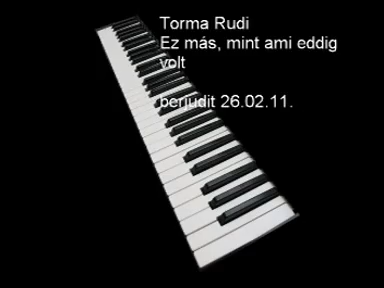 Torma Rudi
Ez más, mint ami eddig
volt
berjudit 26.02.11.